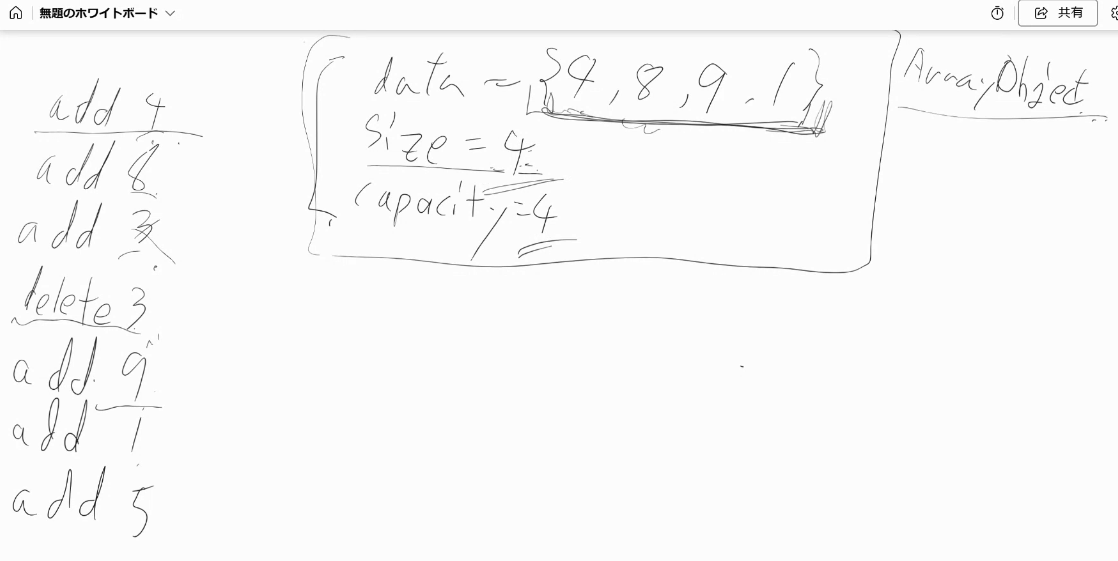 無題のホワイトボード
共有
add 4
add 8
add 3
delete 3
add 9
add 1
add 5
data = {4, 8, 9, 1}
size = 4
capacity = 4
ArrayObject